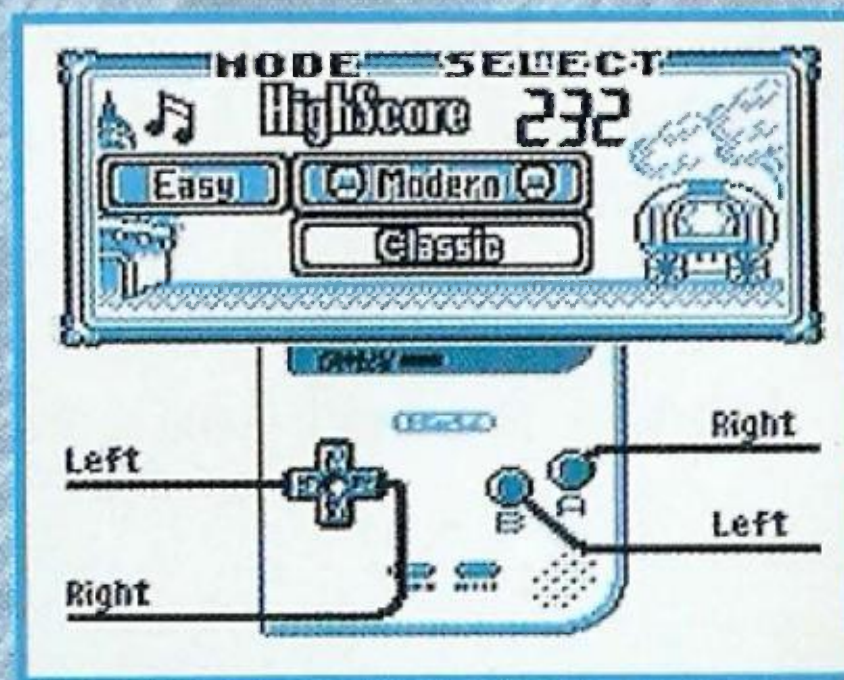 MODE SELECT
HighScore 232
Easy Modern
Classic
Right
Left
B A
Left
Right